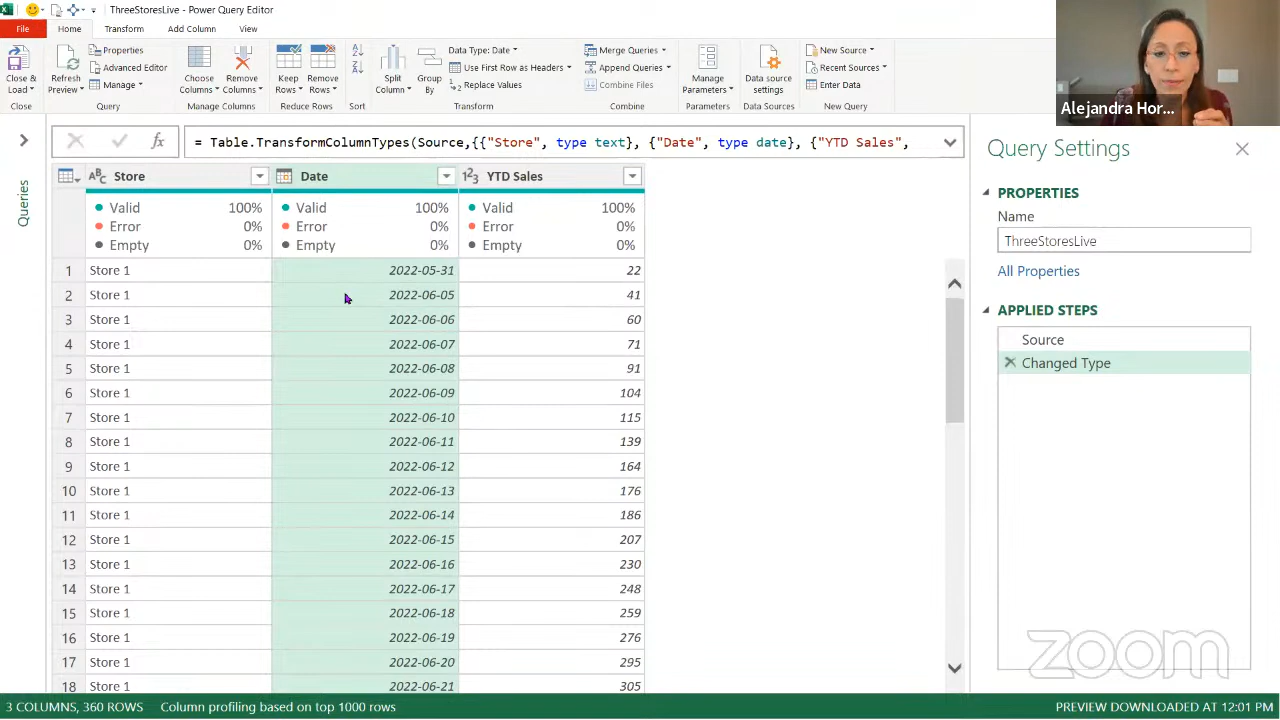 ThreeStoresLive - Power Query Editor
File Home Transform Add Column View
Close & Load
Refresh Preview
Properties
Advanced Editor
Manage
Choose Columns
Remove Columns
Keep Rows
Remove Rows
Split Column
Group By
Data Type: Date
Use First Row as Headers
Replace Values
Merge Queries
Append Queries
Combine Files
Manage Parameters
Data source settings
New Source
Recent Sources
Enter Data
Close Query Manage Columns Reduce Rows Sort Transform Combine Parameters Data Sources New Query
Alejandra Hor...
fx = Table.TransformColumnTypes(Source,{{"Store", type text}, {"Date", type date}, {"YTD Sales",
Queries
ABC Store Date 123 YTD Sales
Valid 100% Valid 100% Valid 100%
Error 0% Error 0% Error 0%
Empty 0% Empty 0% Empty 0%
1 Store 1 2022-05-31 22
2 Store 1 2022-06-05 41
3 Store 1 2022-06-06 60
4 Store 1 2022-06-07 71
5 Store 1 2022-06-08 91
6 Store 1 2022-06-09 104
7 Store 1 2022-06-10 115
8 Store 1 2022-06-11 139
9 Store 1 2022-06-12 164
10 Store 1 2022-06-13 176
11 Store 1 2022-06-14 186
12 Store 1 2022-06-15 207
13 Store 1 2022-06-16 230
14 Store 1 2022-06-17 248
15 Store 1 2022-06-18 259
16 Store 1 2022-06-19 276
17 Store 1 2022-06-20 295
18 Store 1 2022-06-21 305
Query Settings
PROPERTIES
Name
ThreeStoresLive
All Properties
APPLIED STEPS
Source
Changed Type
zoom
3 COLUMNS, 360 ROWS Column profiling based on top 1000 rows PREVIEW DOWNLOADED AT 12:01 PM